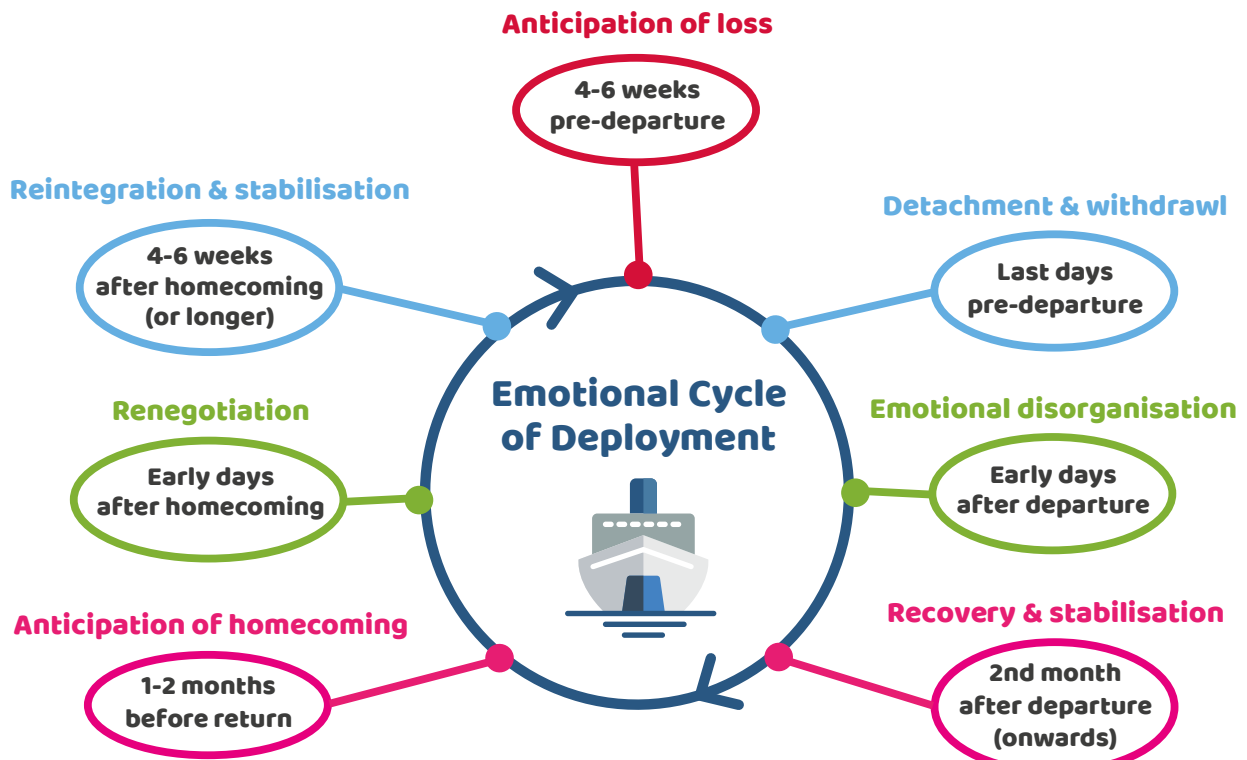 Anticipation of loss
4-6 weeks
pre-departure
Detachment & withdrawl
Last days
pre-departure
Emotional disorganisation
Early days
after departure
Recovery & stabilisation
2nd month
after departure
(onwards)
Anticipation of homecoming
1-2 months
before return
Renegotiation
Early days
after homecoming
Reintegration & stabilisation
4-6 weeks
after homecoming
(or longer)
Emotional Cycle
of Deployment